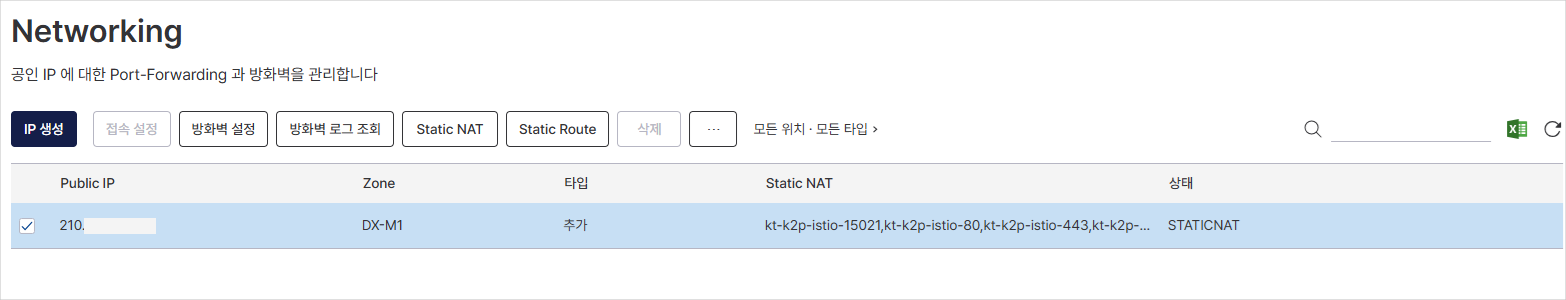 Networking
공인 IP 에 대한 Port-Forwarding 과 방화벽을 관리합니다
IP 생성 접속 설정 방화벽 설정 방화벽 로그 조회 Static NAT Static Route 삭제 ... 모든 위치 · 모든 타입 >
Public IP Zone 타입 Static NAT 상태
210. DX-M1 추가 kt-k2p-istio-15021,kt-k2p-istio-80,kt-k2p-istio-443,kt-k2p-... STATICNAT